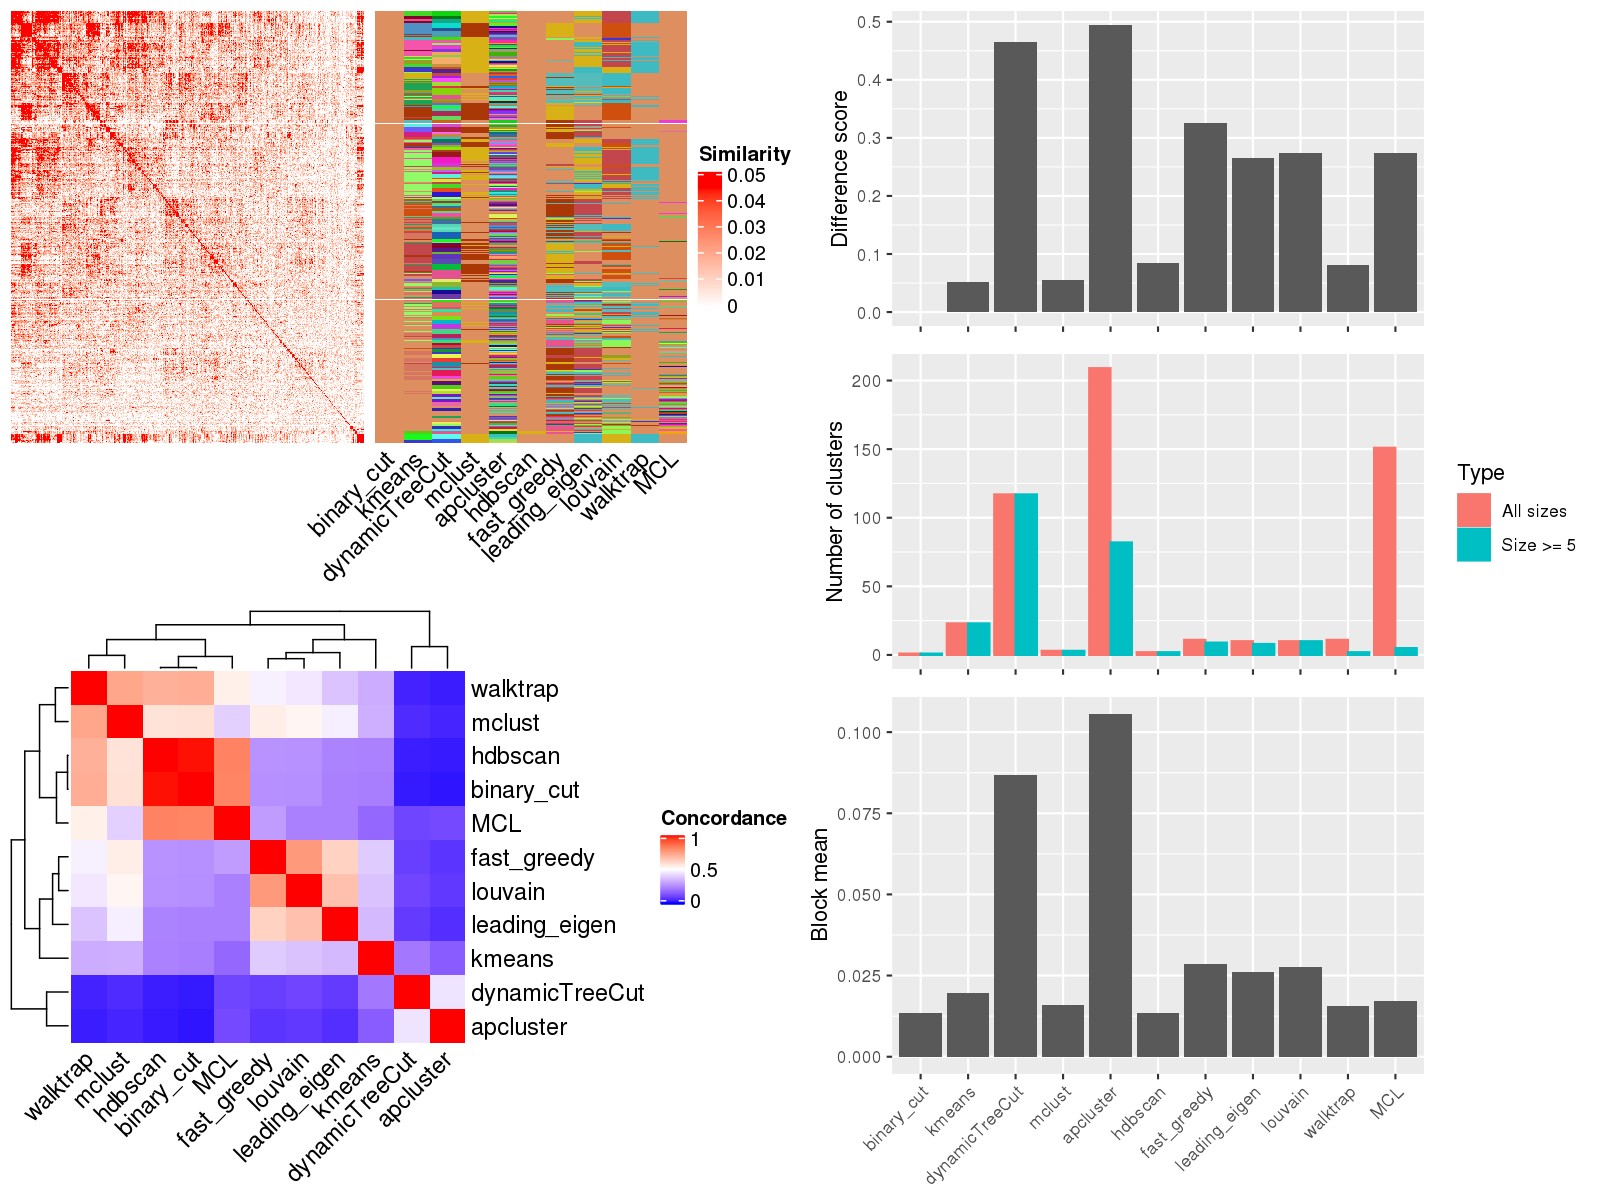 Similarity
0.05
0.04
0.03
0.02
0.01
0
binary_cut
kmeans
dynamicTreeCut
mclust
apcluster
hdbscan
fast_greedy
leading_eigen
louvain
walktrap
MCL
walktrap
mclust
hdbscan
binary_cut
MCL
fast_greedy
louvain
leading_eigen
kmeans
dynamicTreeCut
apcluster
walktrap
mclust
hdbscan
binary_cut
MCL
fast_greedy
louvain
leading_eigen
kmeans
dynamicTreeCut
apcluster
Concordance
1
0.5
0
Difference score
0.5
0.4
0.3
0.2
0.1
0.0
Number of clusters
200
150
100
50
0
Type
All sizes
Size >= 5
Block mean
0.100
0.075
0.050
0.025
0.000
binary_cut
kmeans
dynamicTreeCut
mclust
apcluster
hdbscan
fast_greedy
leading_eigen
louvain
walktrap
MCL